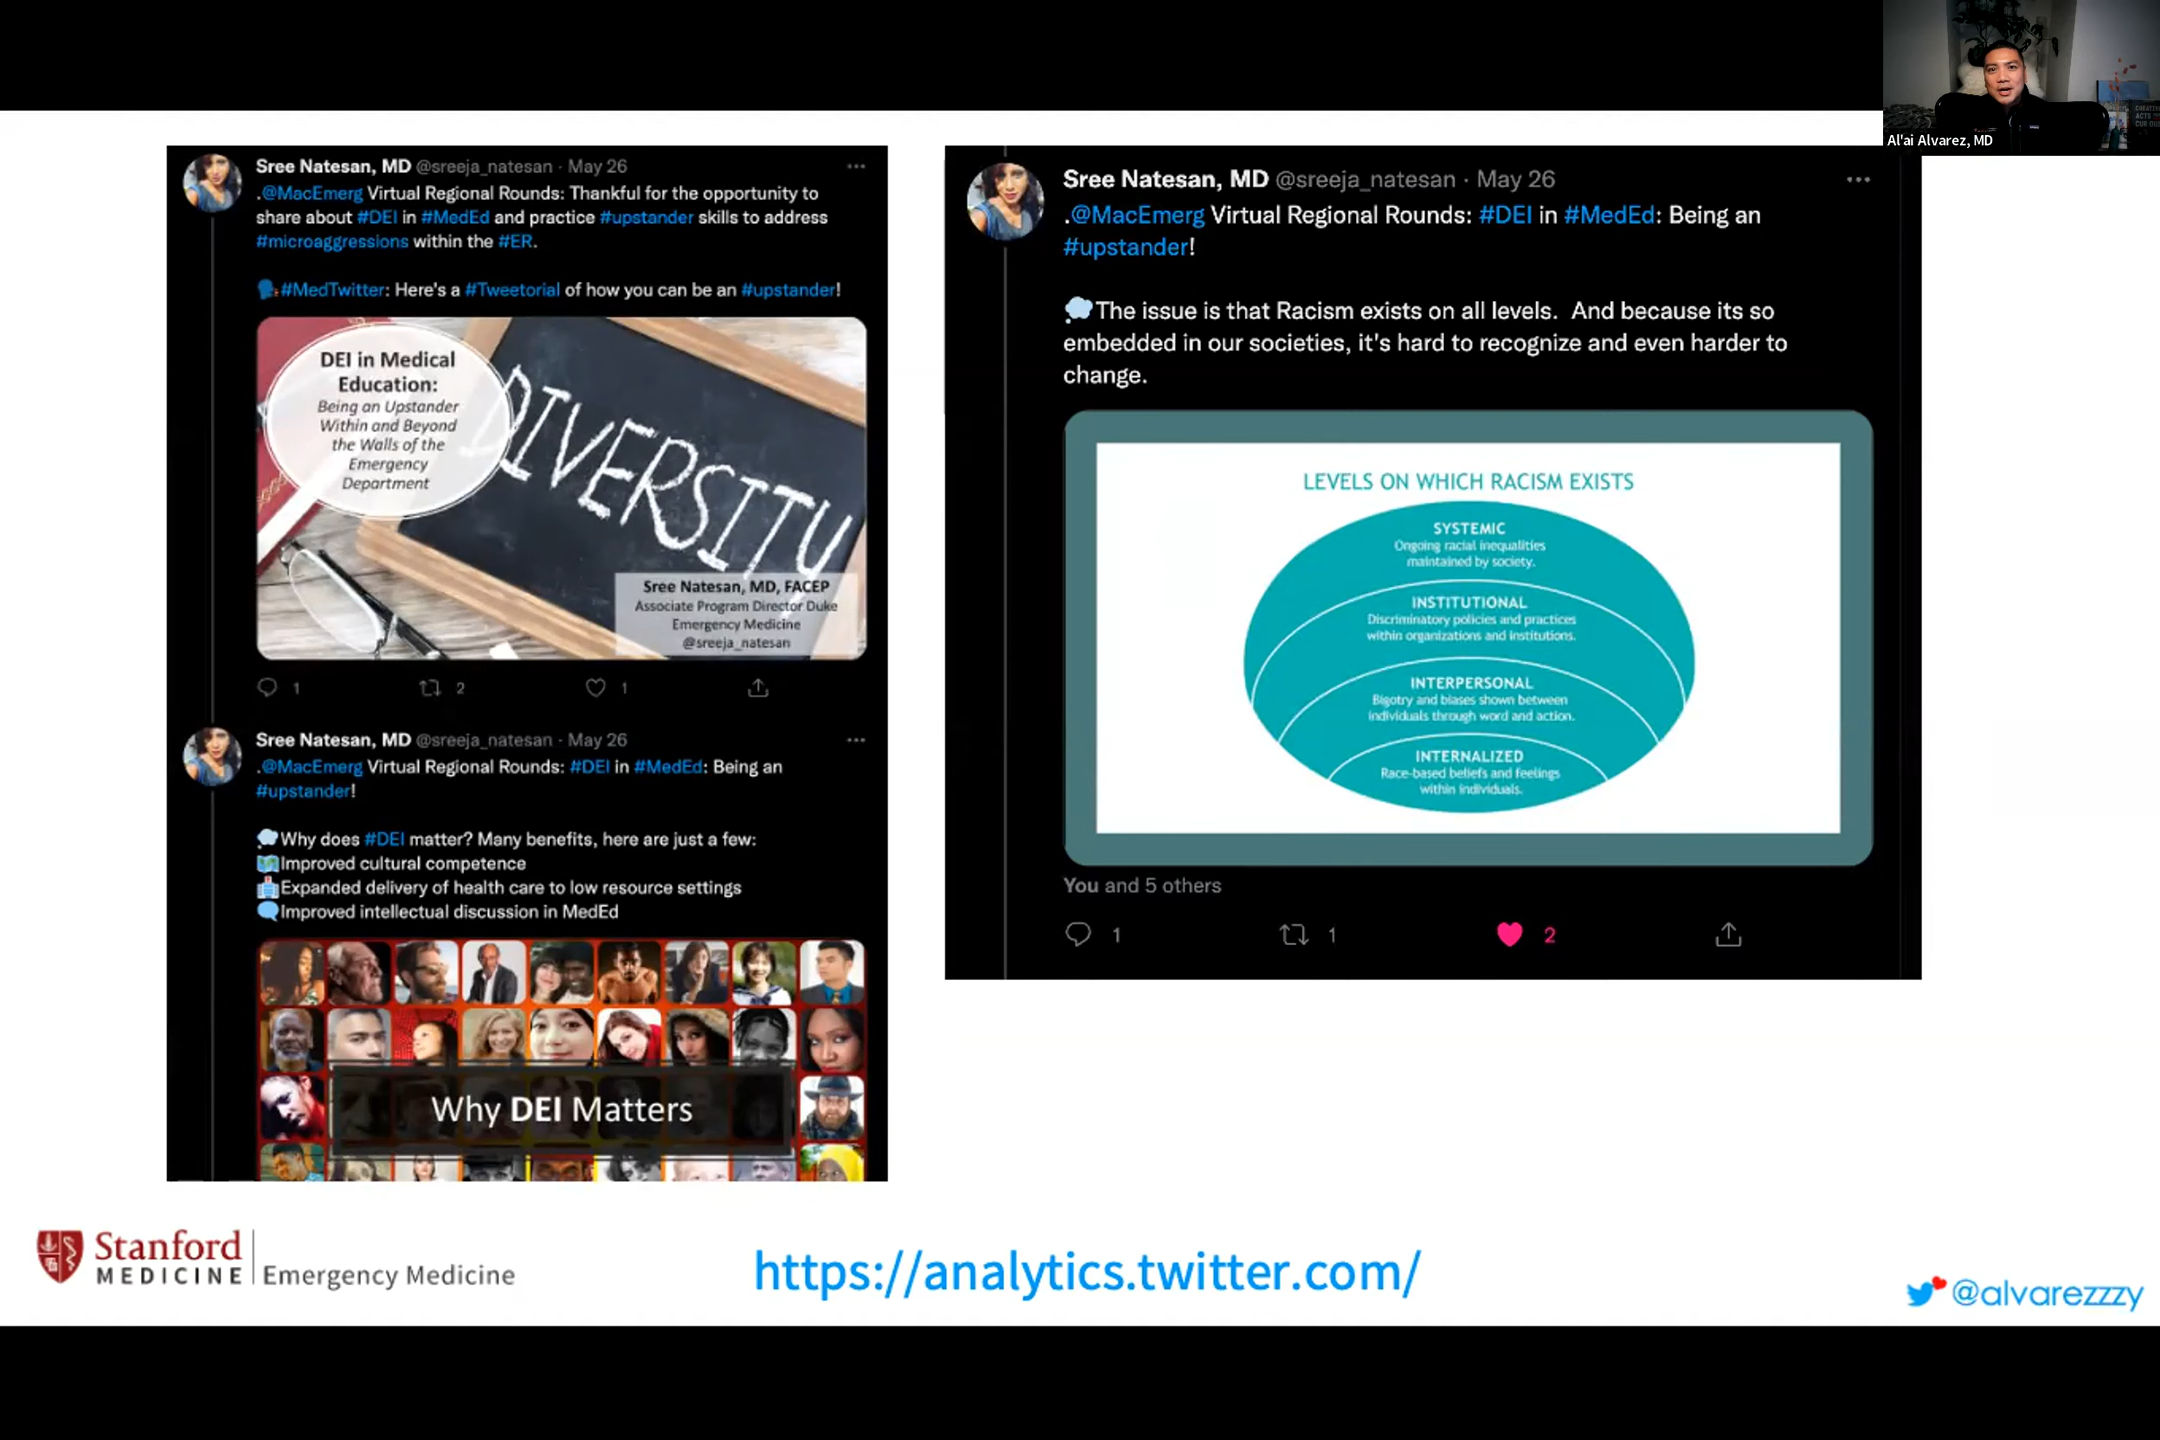 Al'ai Alvarez, MD
Sree Natesan, MD @sreeja_natesan · May 26
.@MacEmerg Virtual Regional Rounds: Thankful for the opportunity to
share about #DEI in #MedEd and practice #upstander skills to address
#microaggressions within the #ER.
#MedTwitter: Here's a #Tweetorial of how you can be an #upstander!
DEI in Medical
Education:
Being an Upstander
Within and Beyond
the Walls of the
Emergency
Department
DIVERSITY
Sree Natesan, MD, FACEP
Associate Program Director Duke
Emergency Medicine
@sreeja_natesan
1 2 1
Sree Natesan, MD @sreeja_natesan · May 26
.@MacEmerg Virtual Regional Rounds: #DEI in #MedEd: Being an
#upstander!
Why does #DEI matter? Many benefits, here are just a few:
Improved cultural competence
Expanded delivery of health care to low resource settings
Improved intellectual discussion in MedEd
Why DEI Matters
Sree Natesan, MD @sreeja_natesan · May 26
.@MacEmerg Virtual Regional Rounds: #DEI in #MedEd: Being an
#upstander!
The issue is that Racism exists on all levels. And because its so
embedded in our societies, it's hard to recognize and even harder to
change.
LEVELS ON WHICH RACISM EXISTS
SYSTEMIC
Ongoing racial inequalities
maintained by society.
INSTITUTIONAL
Discriminatory policies and practices
within organizations and institutions.
INTERPERSONAL
Bigotry and biases shown between
individuals through word and action.
INTERNALIZED
Race-based beliefs and feelings
within individuals.
You and 5 others
1 1 2
Stanford
MEDICINE
Emergency Medicine
https://analytics.twitter.com/
@alvarezzzy